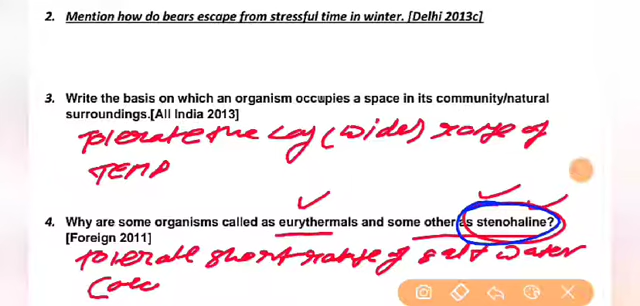 2. Mention how do bears escape from stressful time in winter. [Delhi 2013c]
3. Write the basis on which an organism occupies a space in its community/natural
surroundings.[All India 2013]
Tolerate the (wide) range of
TEMP
4. Why are some organisms called as eurythermals and some other as stenohaline?
[Foreign 2011]
tolerate short range of salt water